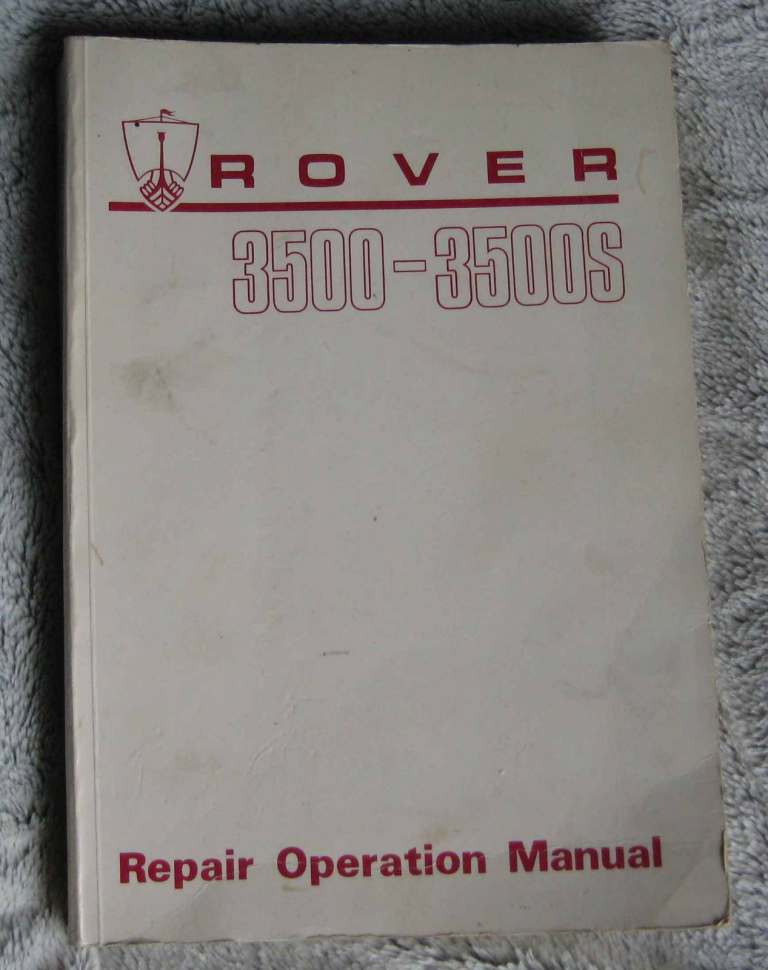 ROVER
3500-3500S
Repair Operation Manual